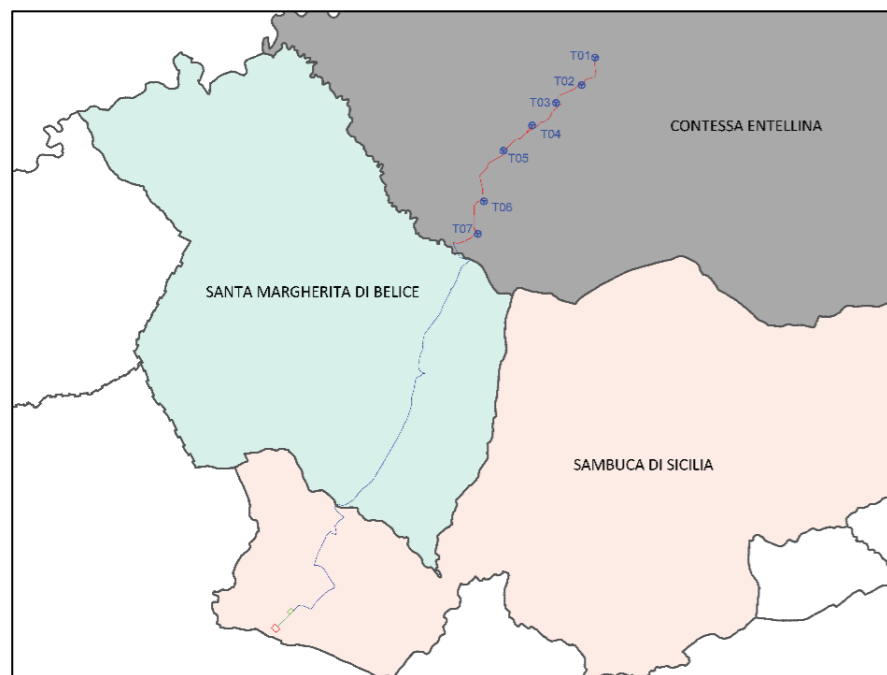 T01
T02
T03
T04
CONTESSA ENTELLINA
T05
T06
T07
SANTA MARGHERITA DI BELICE
SAMBUCA DI SICILIA